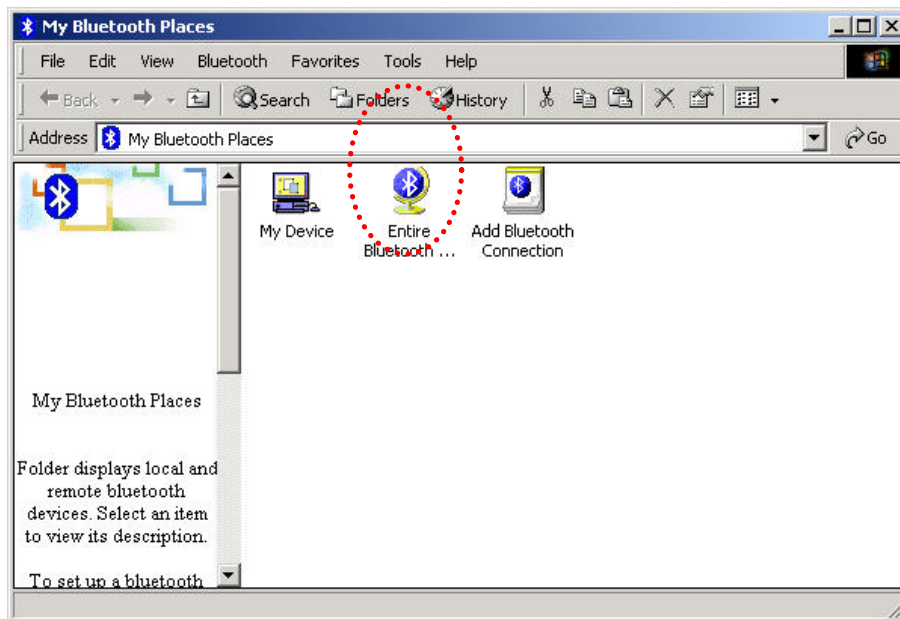 My Bluetooth Places
File Edit View Bluetooth Favorites Tools Help
Back Search Folders History
Address My Bluetooth Places Go
My Device
Entire
Bluetooth ...
Add Bluetooth
Connection
My Bluetooth Places
Folder displays local and
remote bluetooth
devices. Select an item
to view its description.
To set up a bluetooth